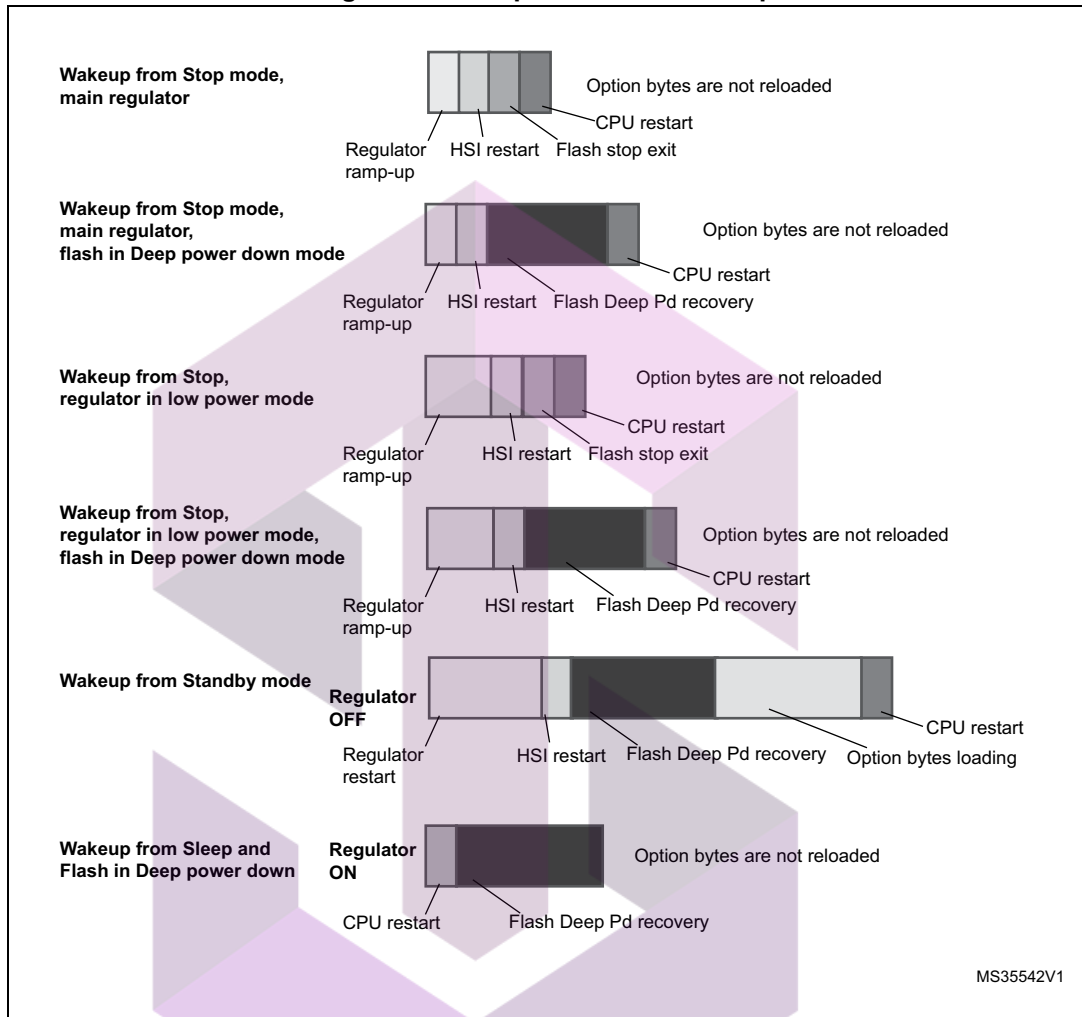 Wakeup from Stop mode,
main regulator
Option bytes are not reloaded
CPU restart
Regulator
ramp-up
HSI restart
Flash stop exit
Wakeup from Stop mode,
main regulator,
flash in Deep power down mode
Option bytes are not reloaded
CPU restart
Regulator
ramp-up
HSI restart
Flash Deep Pd recovery
Wakeup from Stop,
regulator in low power mode
Option bytes are not reloaded
CPU restart
Regulator
ramp-up
HSI restart
Flash stop exit
Wakeup from Stop,
regulator in low power mode,
flash in Deep power down mode
Option bytes are not reloaded
CPU restart
Regulator
ramp-up
HSI restart
Flash Deep Pd recovery
Wakeup from Standby mode
Regulator
OFF
CPU restart
Regulator
restart
HSI restart
Flash Deep Pd recovery
Option bytes loading
Wakeup from Sleep and
Flash in Deep power down
Regulator
ON
Option bytes are not reloaded
CPU restart
Flash Deep Pd recovery
MS35542V1